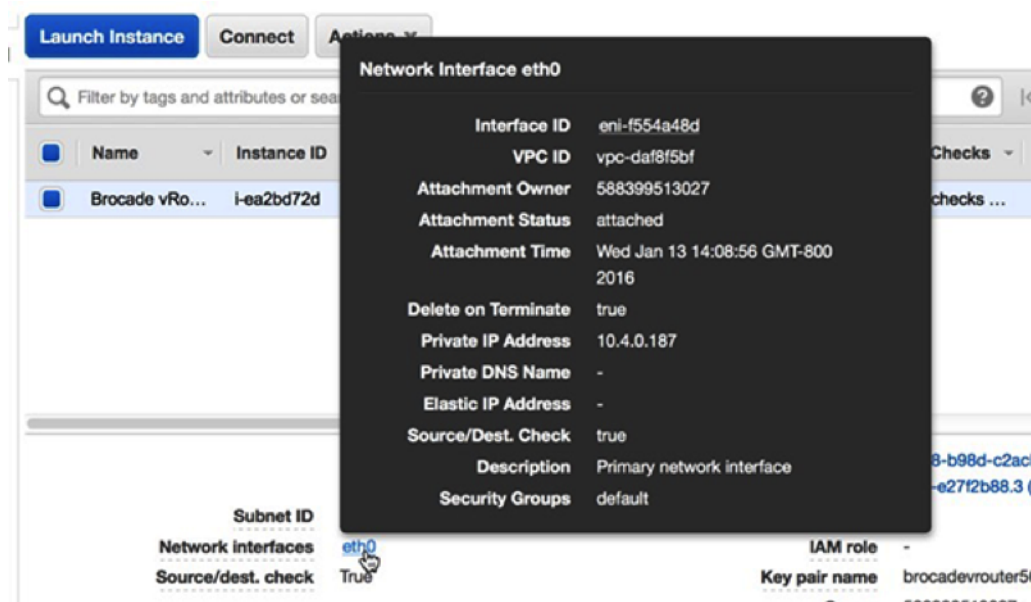 Launch Instance Connect Actions
Network Interface eth0
Filter by tags and attributes or sea
Interface ID eni-f554a48d
Name Instance ID VPC ID vpc-daf8f5bf Checks
Attachment Owner 588399513027
Brocade vRo... i-ea2bd72d checks ...
Attachment Status attached
Attachment Time Wed Jan 13 14:08:56 GMT-800
2016
Delete on Terminate true
Private IP Address 10.4.0.187
Private DNS Name -
Elastic IP Address -
Source/Dest. Check true
8-b98d-c2acl
Description Primary network interface
-e27f2b88.3 (
Security Groups default
Subnet ID
Network interfaces eth0 IAM role -
Source/dest. check True Key pair name brocadevrouter56